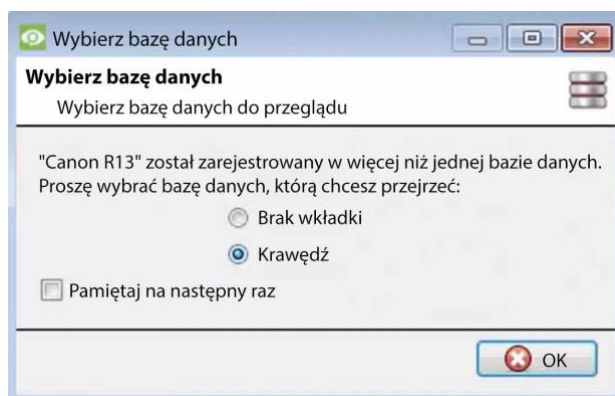 Wybierz bazę danych
Wybierz bazę danych
Wybierz bazę danych do przeglądu
"Canon R13" został zarejestrowany w więcej niż jednej bazie danych.
Proszę wybrać bazę danych, którą chcesz przejrzeć:
Brak wkładki
Krawędź
Pamiętaj na następny raz
OK